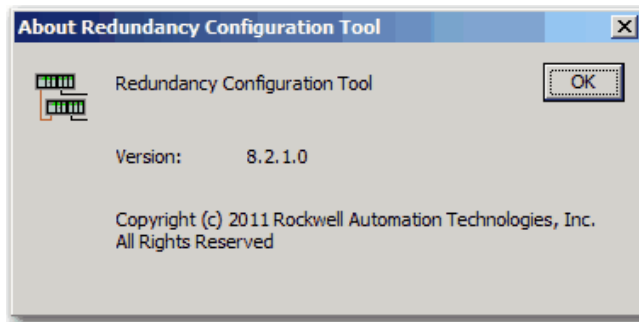 About Redundancy Configuration Tool
Redundancy Configuration Tool
OK
Version: 8.2.1.0
Copyright (c) 2011 Rockwell Automation Technologies, Inc.
All Rights Reserved